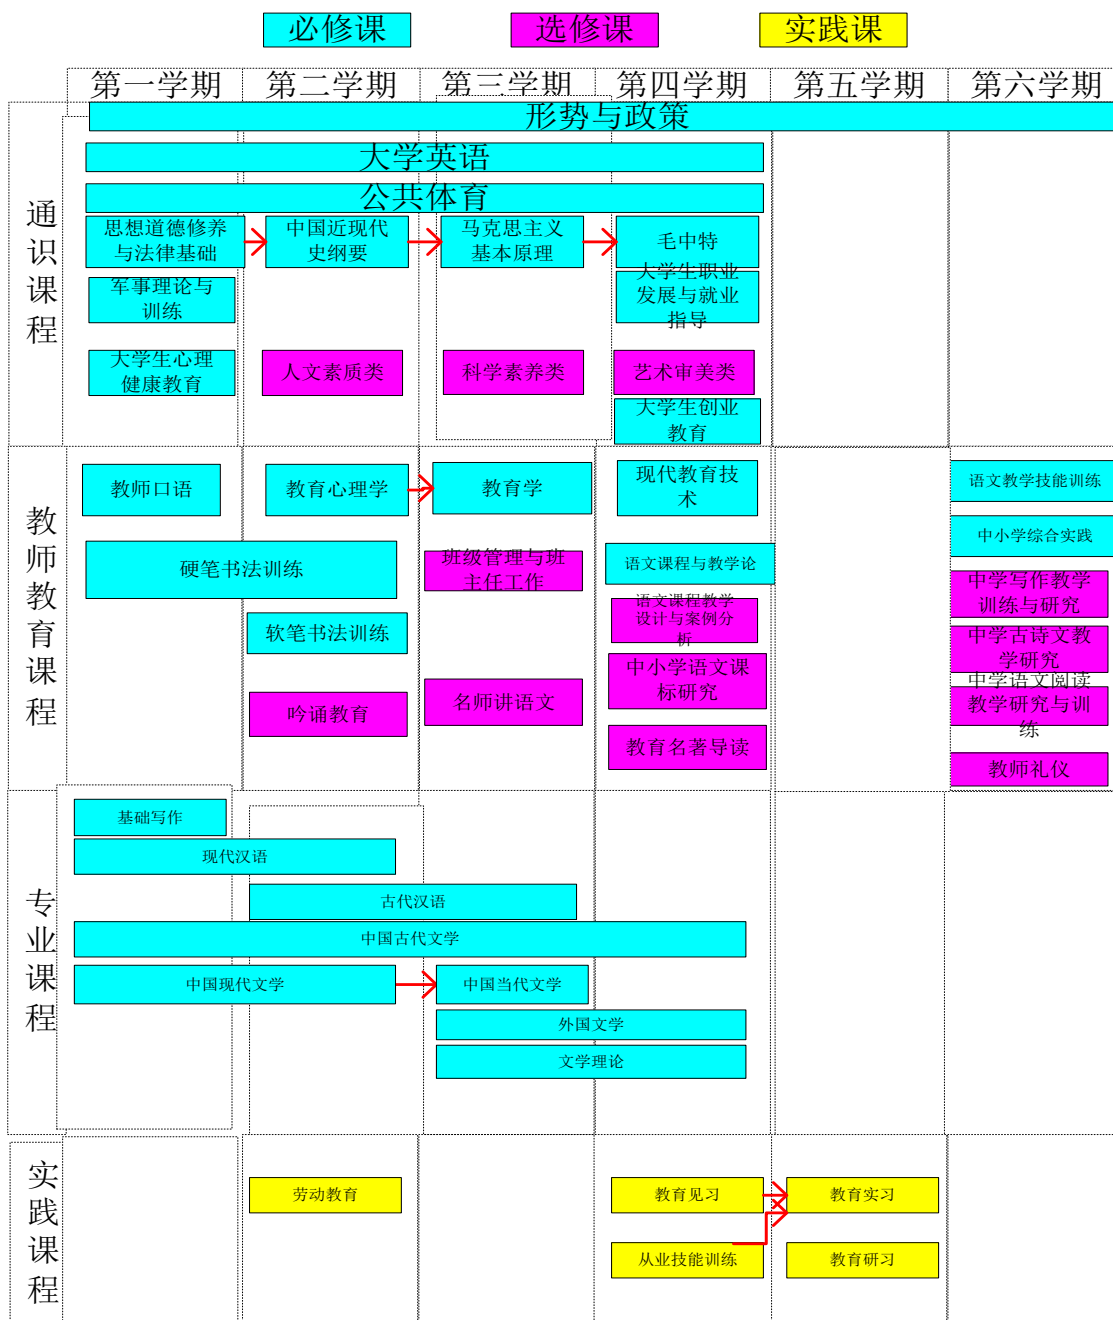 必修课
选修课
实践课
第一学期
第二学期
第三学期
第四学期
第五学期
第六学期
通识课程
形势与政策
大学英语
公共体育
思想道德修养
与法律基础
中国近现代
史纲要
马克思主义
基本原理
毛中特
军事理论与
训练
大学生职业
发展与就业
指导
大学生心理
健康教育
人文素质类
科学素养类
艺术审美类
大学生创业
教育
教师教育课程
教师口语
教育心理学
教育学
现代教育技
术
语文教学技能训练
硬笔书法训练
班级管理与班
主任工作
语文课程与教学论
中小学综合实践
软笔书法训练
语文课程教学
设计与案例分
析
中学写作教学
训练与研究
中小学语文课
标研究
中学古诗文教
学研究
吟诵教育
名师讲语文
中学语文阅读
教学研究与训
练
教育名著导读
教师礼仪
专业课程
基础写作
现代汉语
古代汉语
中国古代文学
中国现代文学
中国当代文学
外国文学
文学理论
实践课程
劳动教育
教育见习
教育实习
从业技能训练
教育研习